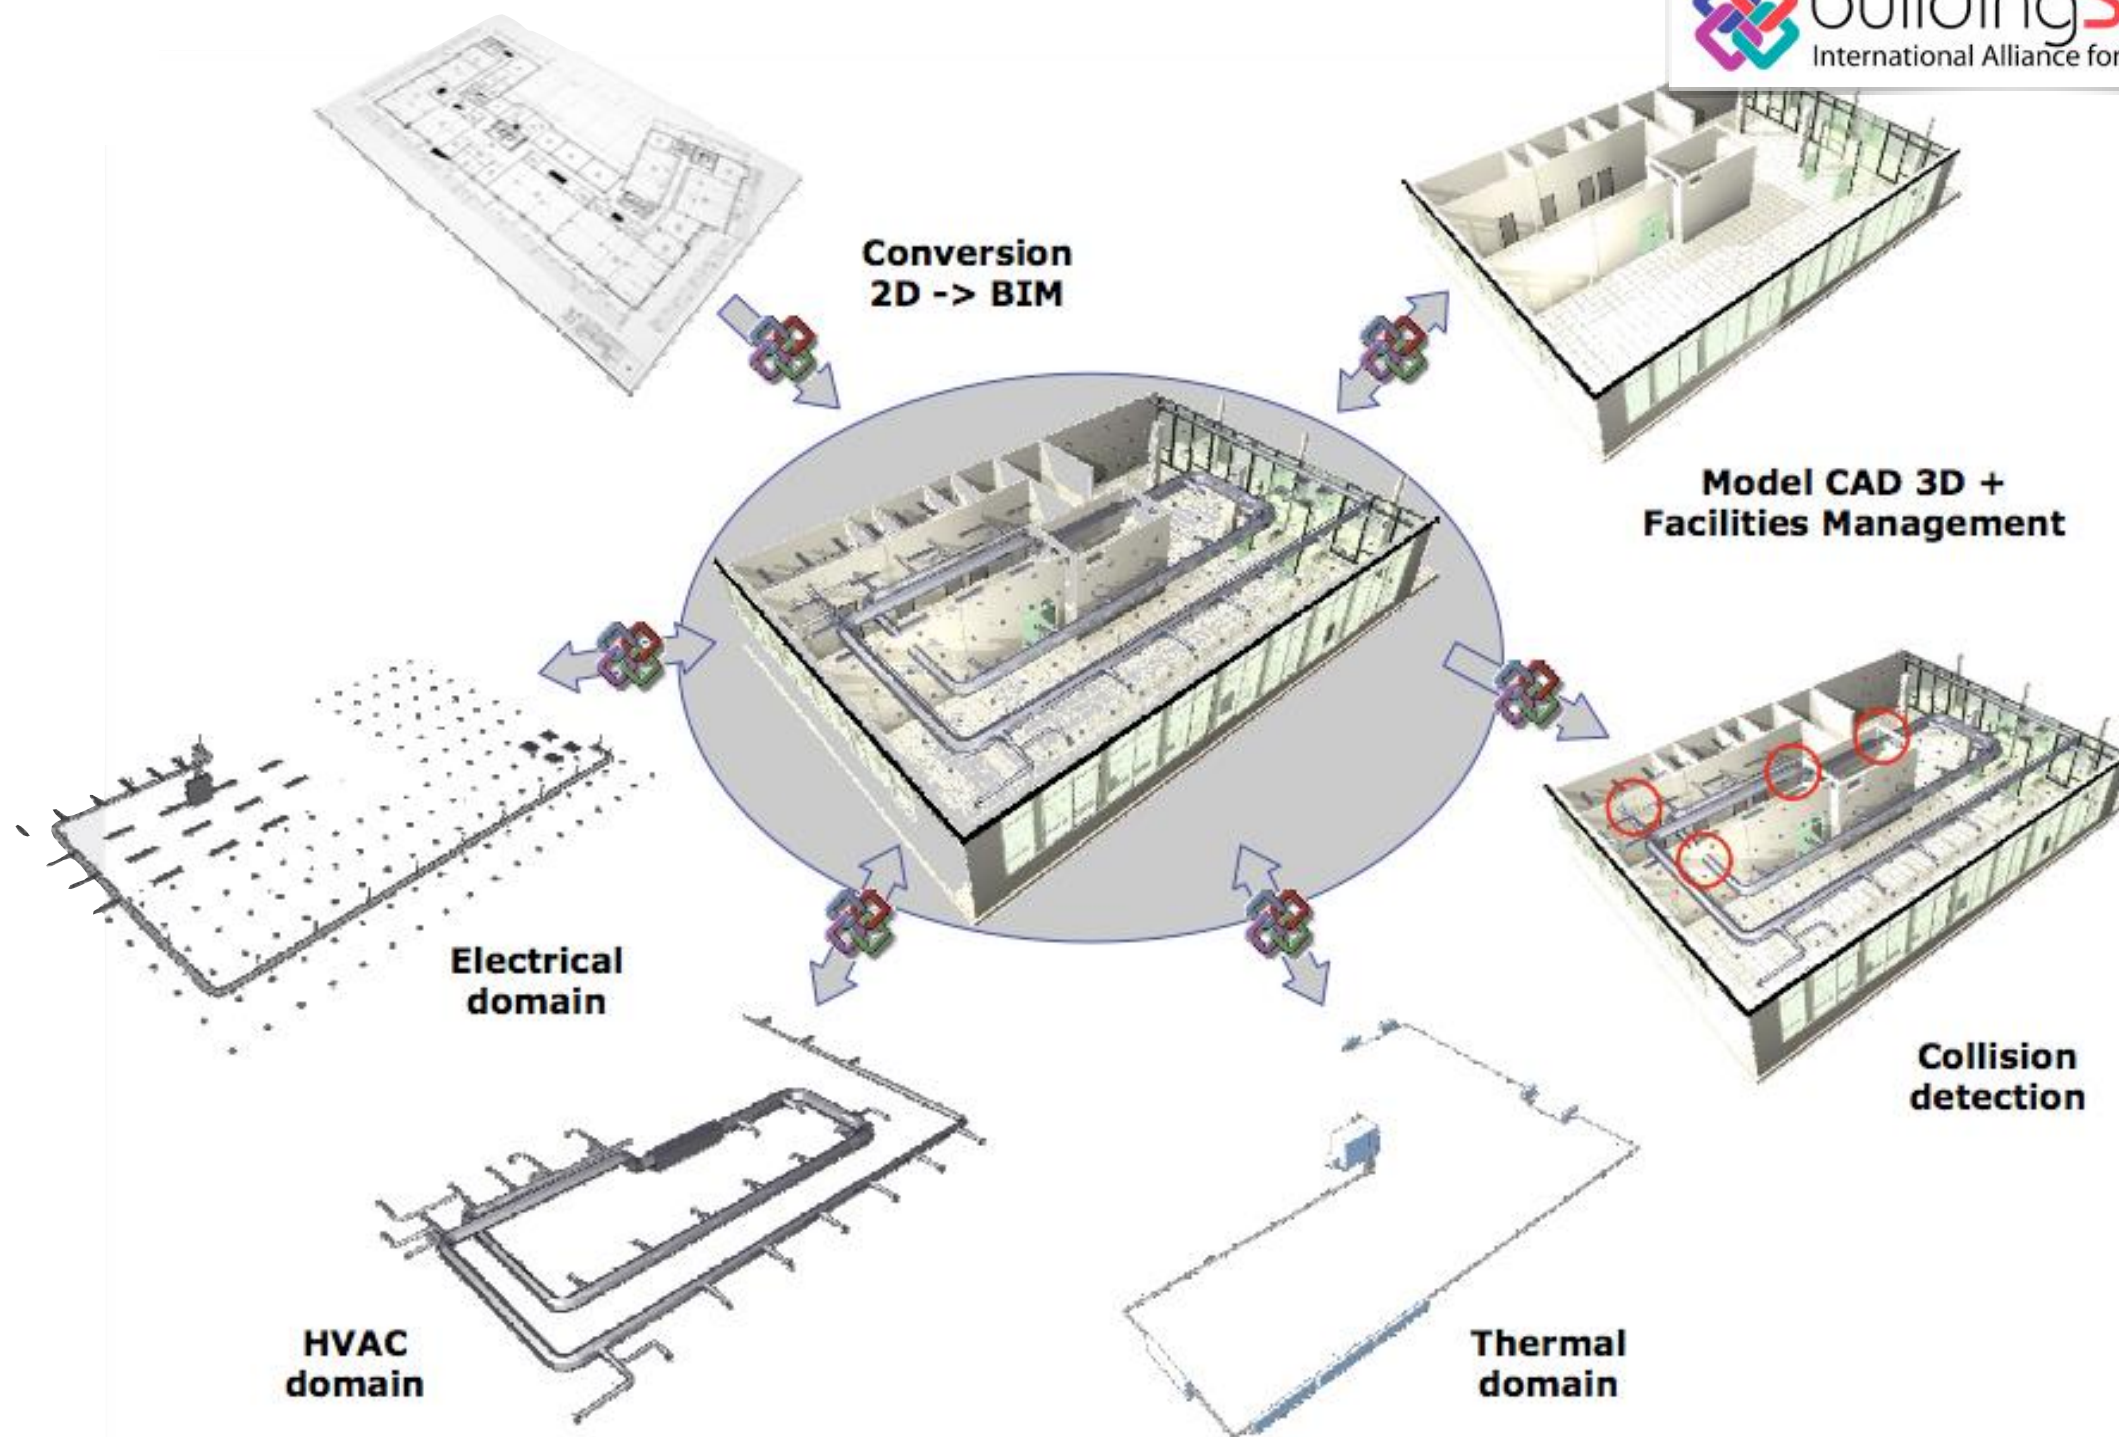 building
International Alliance for
Conversion
2D -> BIM
Model CAD 3D +
Facilities Management
Electrical
domain
Collision
detection
HVAC
domain
Thermal
domain